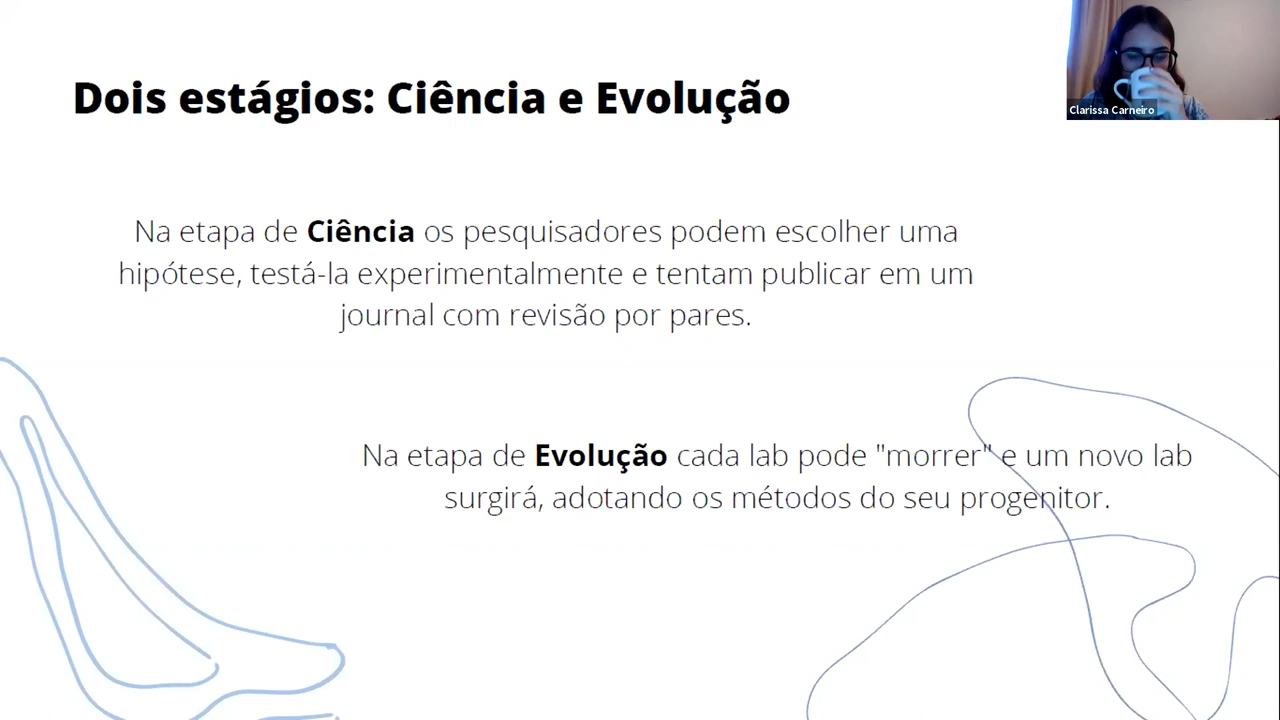 Dois estágios: Ciência e Evolução
Clarissa Carneiro
Na etapa de Ciência os pesquisadores podem escolher uma
hipótese, testá-la experimentalmente e tentam publicar em um
journal com revisão por pares.
Na etapa de Evolução cada lab pode "morrer" e um novo lab
surgirá, adotando os métodos do seu progenitor.